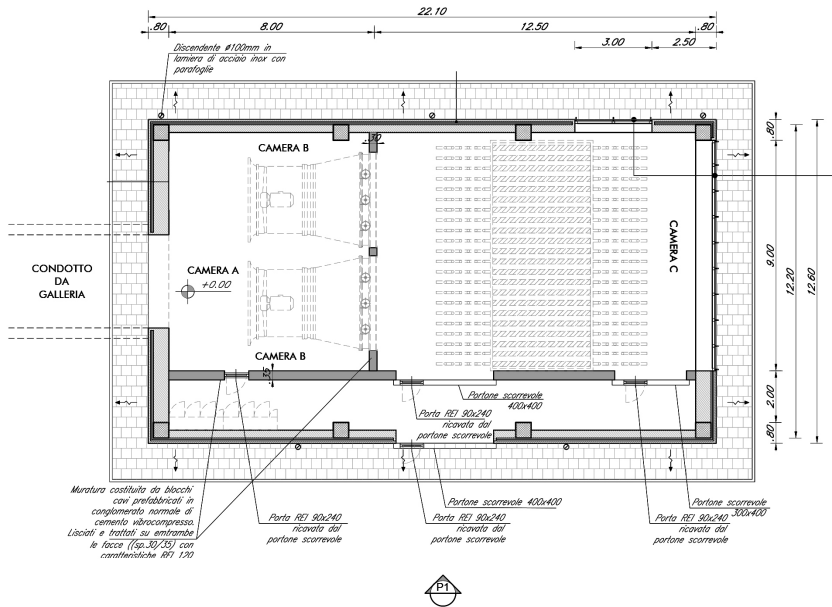 22.10
.80
8.00
12.50
.80
3.00
2.50
Discendente Ø100mm in
lamiera di acciaio inox con
parafoglie
.30
CAMERA B
CAMERA A
+0.00
CAMERA B
CAMERA C
CONDOTTO
DA
GALLERIA
.80
9.00
2.00
.80
12.20
12.60
.35
Portone scorrevole
400x400
Porta REI 90x240
ricavata dal
portone scorrevole
Muratura costituita da blocchi
cavi prefabbricati in
conglomerato normale di
cemento vibrocompresso.
Lisciati e trattati su entrambe
le facce ((sp.30/35) con
caratteristiche REI 120
Porta REI 90x240
ricavata dal
portone scorrevole
Portone scorrevole 400x400
Porta REI 90x240
ricavata dal
portone scorrevole
Portone scorrevole
300x400
Porta REI 90x240
ricavata dal
portone scorrevole
P1